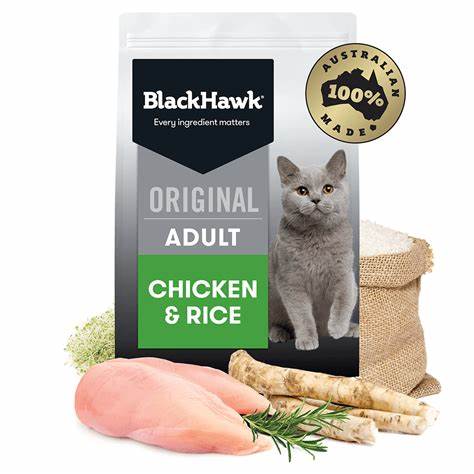 BlackHawk®
Every ingredient matters
ORIGINAL
ADULT
CHICKEN
& RICE
AUSTRALIAN
100%
MADE